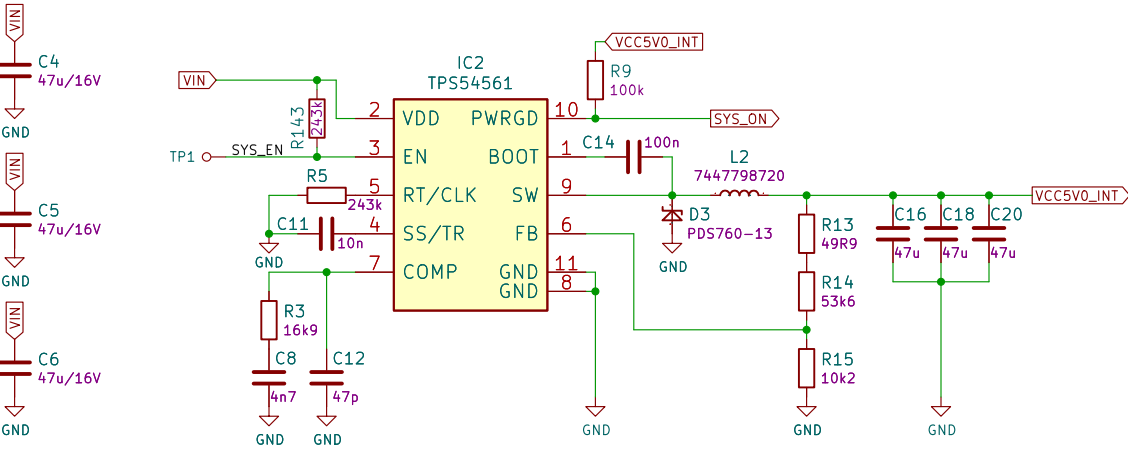 VIN
C4
47u/16V
GND
VIN
C5
47u/16V
GND
VIN
C6
47u/16V
GND
VIN
R143
243k
TP1
SYS_EN
R5
243k
C11
10n
GND
R3
16k9
C8
4n7
GND
C12
47p
GND
IC2
TPS54561
2 VDD
3 EN
5 RT/CLK
4 SS/TR
7 COMP
PWRGD 10
BOOT 1
SW 9
FB 6
GND 11
GND 8
VCC5V0_INT
R9
100k
SYS_ON
C14
100n
L2
7447798720
D3
PDS760-13
GND
GND
R13
49R9
R14
53k6
R15
10k2
GND
C16
47u
C18
47u
C20
47u
GND
VCC5V0_INT